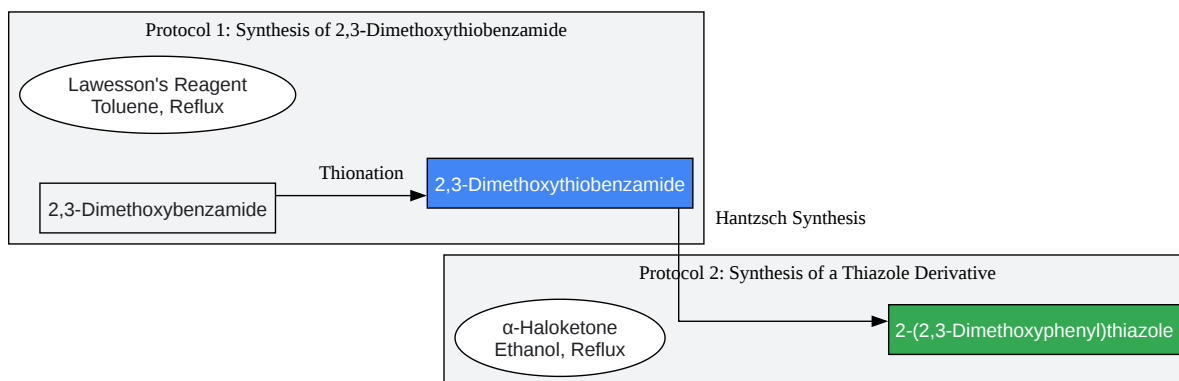 Protocol 1: Synthesis of 2,3-Dimethoxythiobenzamide
Lawesson's Reagent
Toluene, Reflux
Thionation
2,3-Dimethoxybenzamide
2,3-Dimethoxythiobenzamide
Hantzsch Synthesis
Protocol 2: Synthesis of a Thiazole Derivative
α-Haloketone
Ethanol, Reflux
2-(2,3-Dimethoxyphenyl)thiazole